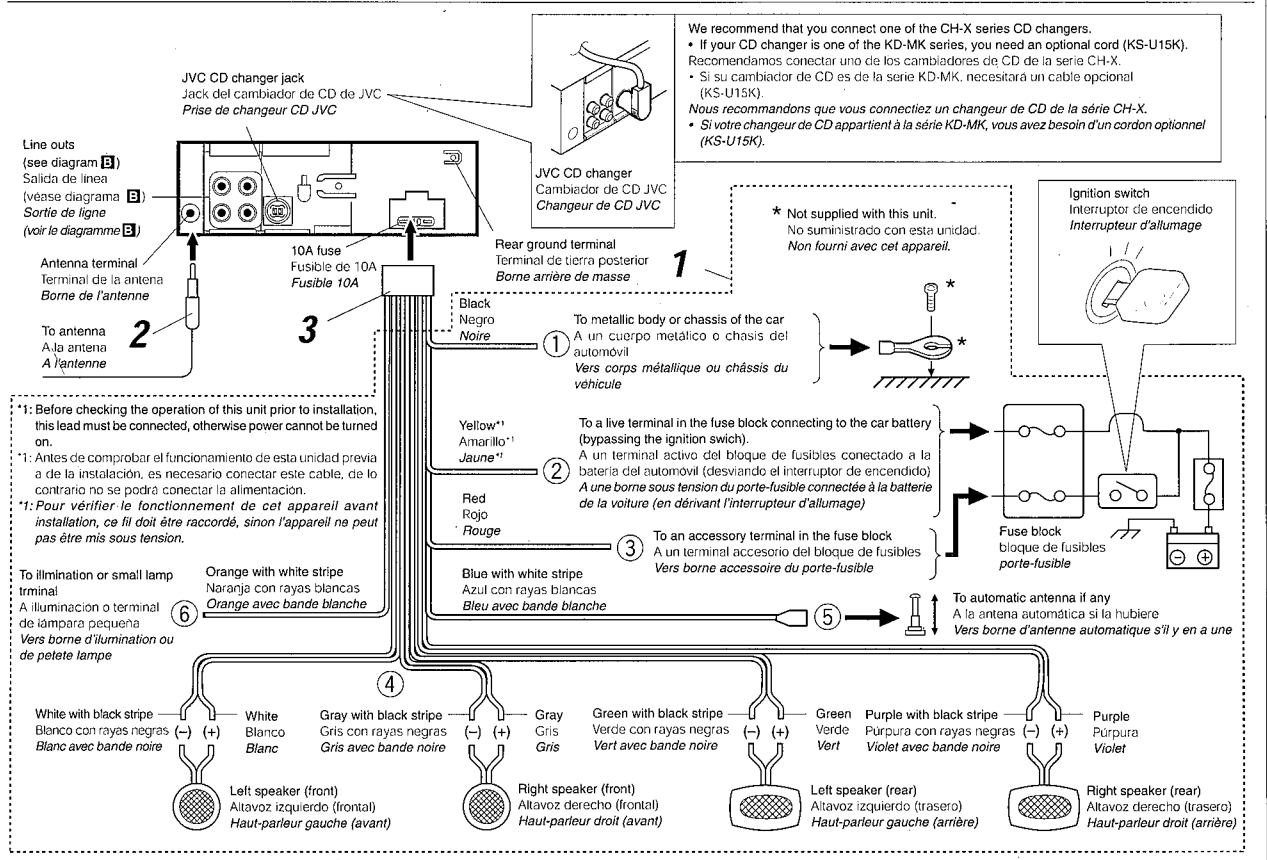 We recommend that you connect one of the CH-X series CD changers.
• If your CD changer is one of the KD-MK series, you need an optional cord (KS-U15K).
Recomendamos conectar uno de los cambiadores de CD de la serie CH-X.
• Si su cambiador de CD es de la serie KD-MK, necesitará un cable opcional
(KS-U15K).
Nous recommandons que vous connectiez un changeur de CD de la série CH-X.
• Si votre changeur de CD appartient à la série KD-MK, vous avez besoin d'un cordon optionnel
(KS-U15K).
JVC CD changer jack
Jack del cambiador de CD de JVC
Prise de changeur CD JVC
JVC CD changer
Cambiador de CD JVC
Changeur de CD JVC
Line outs
(see diagram B)
Salida de línea
(véase diagrama B)
Sortie de ligne
(voir le diagramme B)
Ignition switch
Interruptor de encendido
Interrupteur d'allumage
* Not supplied with this unit.
No suministrado con esta unidad.
Non fourni avec cet appareil.
10A fuse
Fusible de 10A
Fusible 10A
Rear ground terminal
Terminal de tierra posterior
Borne arrière de masse
1
Antenna terminal
Terminal de la antena
Borne de l'antenne
2
3
To antenna
A la antena
A l'antenne
Black
Negro
Noire
1
To metallic body or chassis of the car
A un cuerpo metálico o chasis del
automóvil
Vers corps métallique ou châssis du
véhicule
*
*
*1: Before checking the operation of this unit prior to installation,
this lead must be connected, otherwise power cannot be turned
on.
*1: Antes de comprobar el funcionamiento de esta unidad previa
a de la instalación, es necesario conectar este cable, de lo
contrario no se podrá conectar la alimentación.
*1: Pour vérifier le fonctionnement de cet appareil avant
installation, ce fil doit être raccordé, sinon l'appareil ne peut
pas être mis sous tension.
Yellow*1
Amarillo*1
Jaune*1
2
To a live terminal in the fuse block connecting to the car battery
(bypassing the ignition swich).
A un terminal activo del bloque de fusibles conectado a la
batería del automóvil (desviando el interruptor de encendido)
A une borne sous tension du porte-fusible connectée à la batterie
de la voiture (en dérivant l'interrupteur d'allumage)
Red
Rojo
Rouge
3
To an accessory terminal in the fuse block
A un terminal accesorio del bloque de fusibles
Vers borne accessoire du porte-fusible
Fuse block
bloque de fusibles
porte-fusible
To illmination or small lamp
trminal
A illuminación o terminal
de lámpara pequeña
Vers borne d'ilumination ou
de petete lampe
6
Orange with white stripe
Naranja con rayas blancas
Orange avec bande blanche
Blue with white stripe
Azul con rayas blancas
Bleu avec bande blanche
5
To automatic antenna if any
A la antena automática si la hubiere
Vers borne d'antenne automatique s'il y en a une
4
White with black stripe
Blanco con rayas negras
Blanc avec bande noire
(–) (+)
White
Blanco
Blanc
Gray with black stripe
Gris con rayas negras
Gris avec bande noire
(–) (+)
Gray
Gris
Gris
Green with black stripe
Verde con rayas negras
Vert avec bande noire
(–) (+)
Green
Verde
Vert
Purple with black stripe
Púrpura con rayas negras
Violet avec bande noire
(–) (+)
Purple
Púrpura
Violet
Left speaker (front)
Altavoz izquierdo (frontal)
Haut-parleur gauche (avant)
Right speaker (front)
Altavoz derecho (frontal)
Haut-parleur droit (avant)
Left speaker (rear)
Altavoz izquierdo (trasero)
Haut-parleur gauche (arrière)
Right speaker (rear)
Altavoz derecho (trasero)
Haut-parleur droit (arrière)